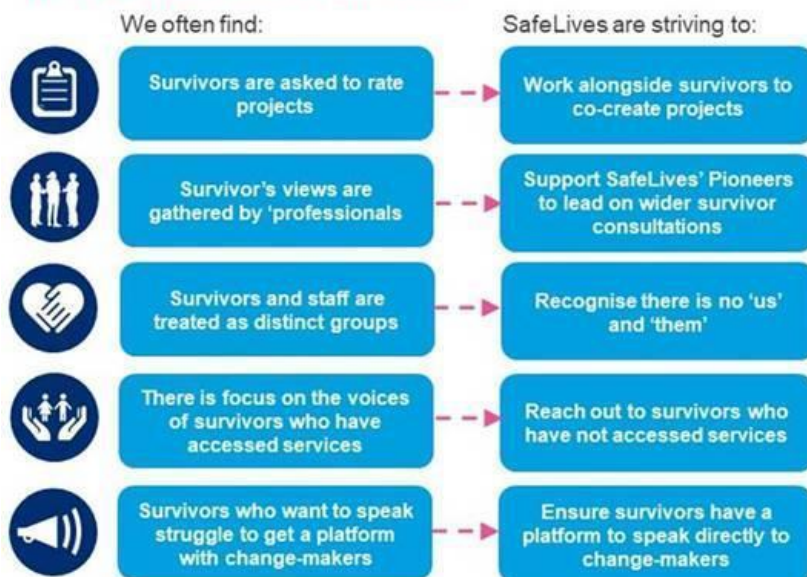 We often find:
SafeLives are striving to:
Survivors are asked to rate
projects
Work alongside survivors to
co-create projects
Survivor's views are
gathered by 'professionals
Support SafeLives' Pioneers
to lead on wider survivor
consultations
Survivors and staff are
treated as distinct groups
Recognise there is no 'us'
and 'them'
There is focus on the voices
of survivors who have
accessed services
Reach out to survivors who
have not accessed services
Survivors who want to speak
struggle to get a platform
with change-makers
Ensure survivors have a
platform to speak directly to
change-makers